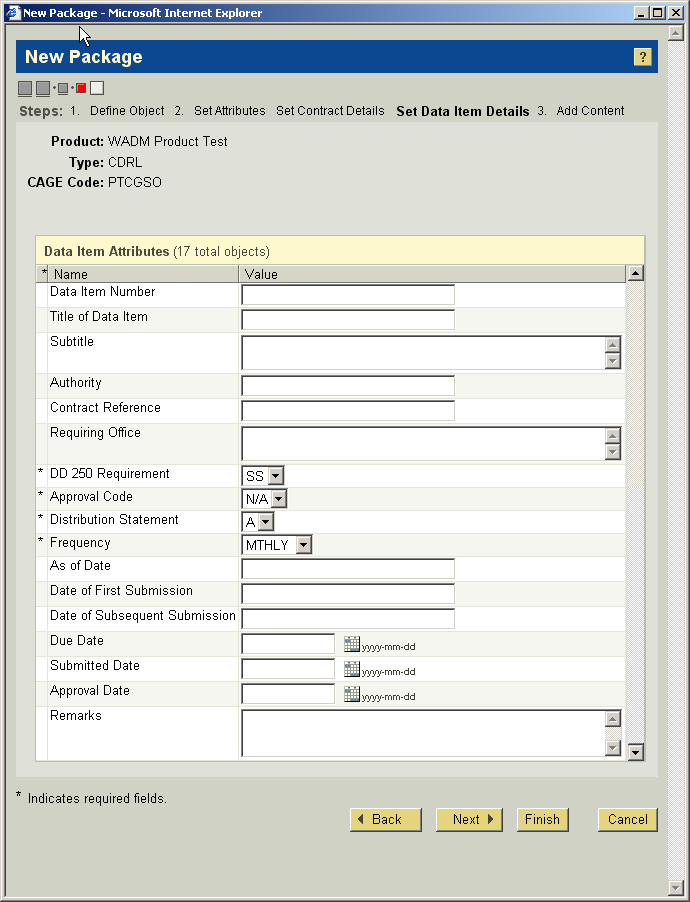 New Package - Microsoft Internet Explorer
New Package
?
Steps: 1. Define Object 2. Set Attributes Set Contract Details Set Data Item Details 3. Add Content
Product: WADM Product Test
Type: CDRL
CAGE Code: PTCGSO
Data Item Attributes (17 total objects)
* Name Value
Data Item Number
Title of Data Item
Subtitle
Authority
Contract Reference
Requiring Office
* DD 250 Requirement SS
* Approval Code N/A
* Distribution Statement A
* Frequency MTHLY
As of Date
Date of First Submission
Date of Subsequent Submission
Due Date yyyy-mm-dd
Submitted Date yyyy-mm-dd
Approval Date yyyy-mm-dd
Remarks
* Indicates required fields.
Back Next Finish Cancel